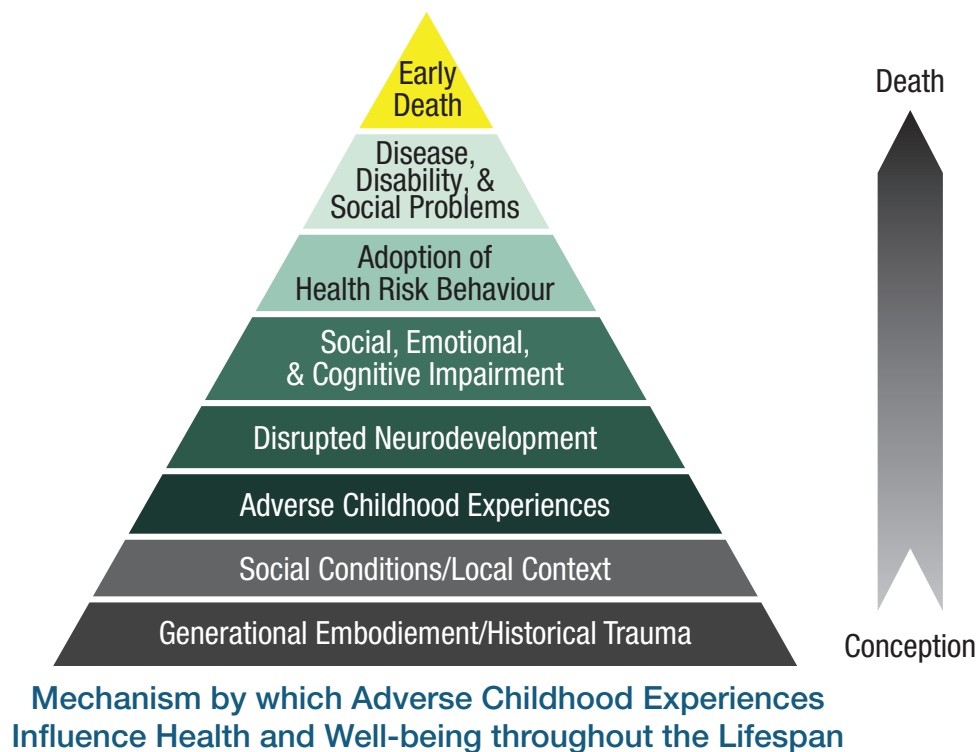 Early
Death
Disease,
Disability, &
Social Problems
Adoption of
Health Risk Behaviour
Social, Emotional,
& Cognitive Impairment
Disrupted Neurodevelopment
Adverse Childhood Experiences
Social Conditions/Local Context
Generational Embodiement/Historical Trauma
Death
Conception
Mechanism by which Adverse Childhood Experiences
Influence Health and Well-being throughout the Lifespan